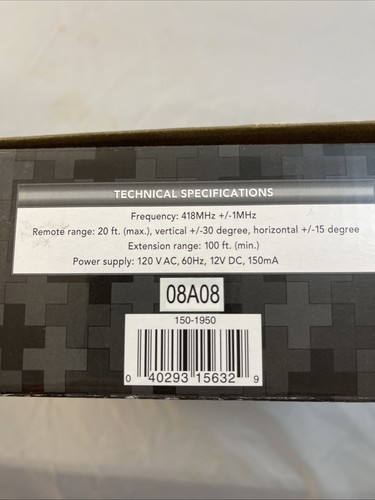 TECHNICAL SPECIFICATIONS
Frequency: 418MHz +/-1MHz
Remote range: 20 ft. (max.), vertical +/-30 degree, horizontal +/-15 degree
Extension range: 100 ft. (min.)
Power supply: 120 V AC, 60Hz, 12V DC, 150mA
08A08
150-1950
0 40293 15632 9